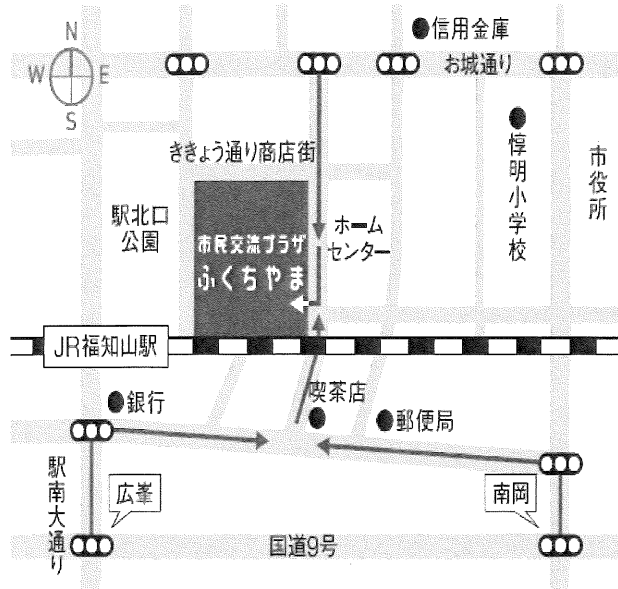 N
W E
S
信用金庫
お城通り
ききょう通り商店街
惇明小学校
市役所
駅北口
公園
市民交流プラザ
ふくちやま
ホーム
センター
JR福知山駅
銀行
喫茶店
郵便局
駅南大通り
広峯
南岡
国道9号